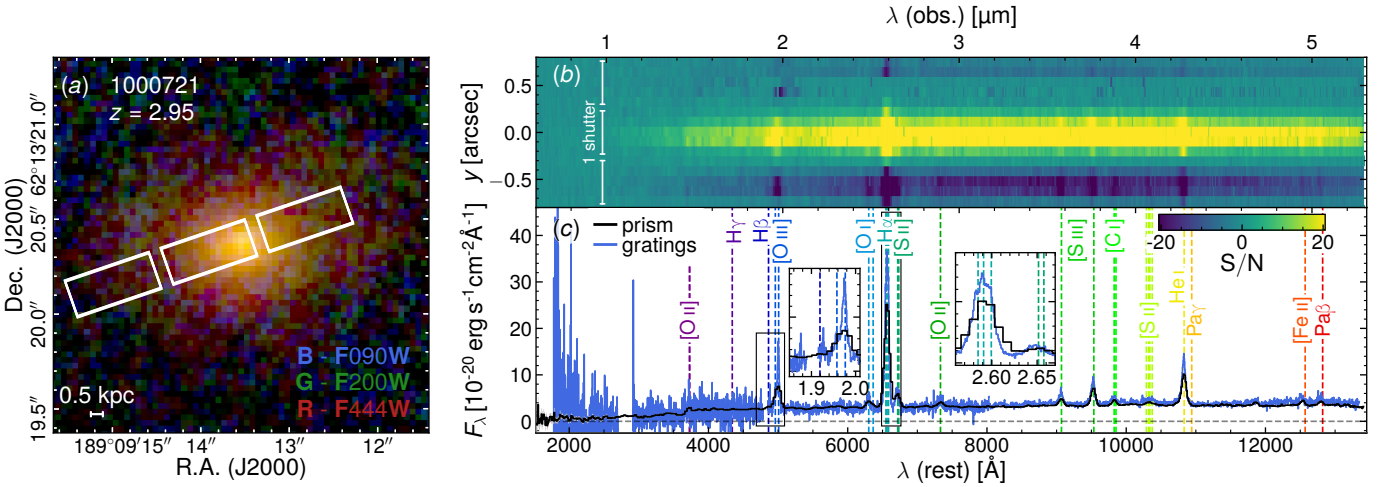 (a) 1000721
z = 2.95
B - F090W
G - F200W
R - F444W
0.5 kpc
Dec. (J2000)
19.5″ 20.0″ 20.5″ 62°13′21.0″
189°09′15″ 14″ 13″ 12″
R.A. (J2000)
λ (obs.) [μm]
1 2 3 4 5
(b)
1 shutter
y [arcsec]
0.5
0.0
−0.5
(c)
prism
gratings
Hγ
Hβ
[O III]
[O I]
Hα
[S II]
[S III]
[C I]
-20 0 20
S/N
[O II]
[O II]
[S II]
He I
Paγ
[Fe II]
Paβ
1.9 2.0
2.60 2.65
F_λ [10⁻²⁰ erg s⁻¹ cm⁻² Å⁻¹]
40
30
20
10
0
2000 4000 6000 8000 10000 12000
λ (rest) [Å]